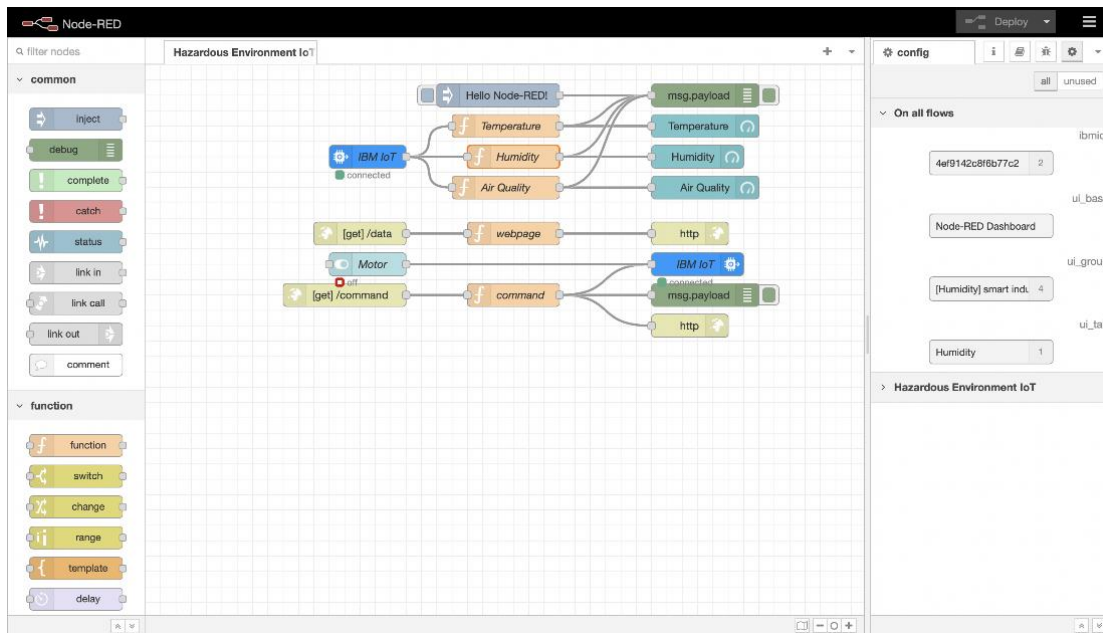 Node-RED
Deploy
filter nodes
common
inject
debug
complete
catch
status
link in
link call
link out
comment
function
function
switch
change
range
template
delay
Hazardous Environment IoT
Hello Node-RED!
msg.payload
Temperature
Temperature
IBM IoT
connected
Humidity
Humidity
Air Quality
Air Quality
[get] /data
webpage
http
Motor
off
IBM IoT
connected
[get] /command
command
msg.payload
http
config
i
all
unused
On all flows
4ef9142c8f6b77c2
2
ui_bas
Node-RED Dashboard
ui_grou
[Humidity] smart indu
4
ui_ta
Humidity
1
Hazardous Environment IoT